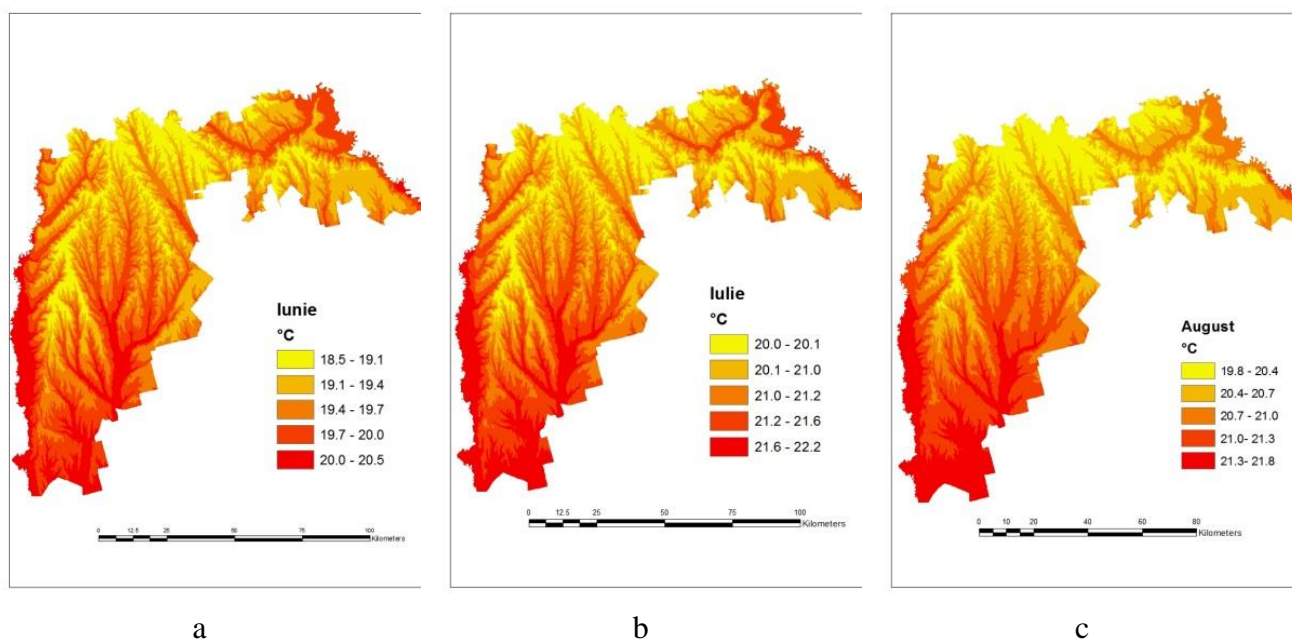 Iunie
°C
18.5 - 19.1
19.1 - 19.4
19.4 - 19.7
19.7 - 20.0
20.0 - 20.5
0 12.5 25 50 75 100
Kilometers
Iulie
°C
20.0 - 20.1
20.1 - 21.0
21.0 - 21.2
21.2 - 21.6
21.6 - 22.2
0 12.5 25 50 75 100
Kilometers
August
°C
19.8 - 20.4
20.4- 20.7
20.7 - 21.0
21.0- 21.3
21.3- 21.8
0 10 20 40 60 80
Kilometers
a b c